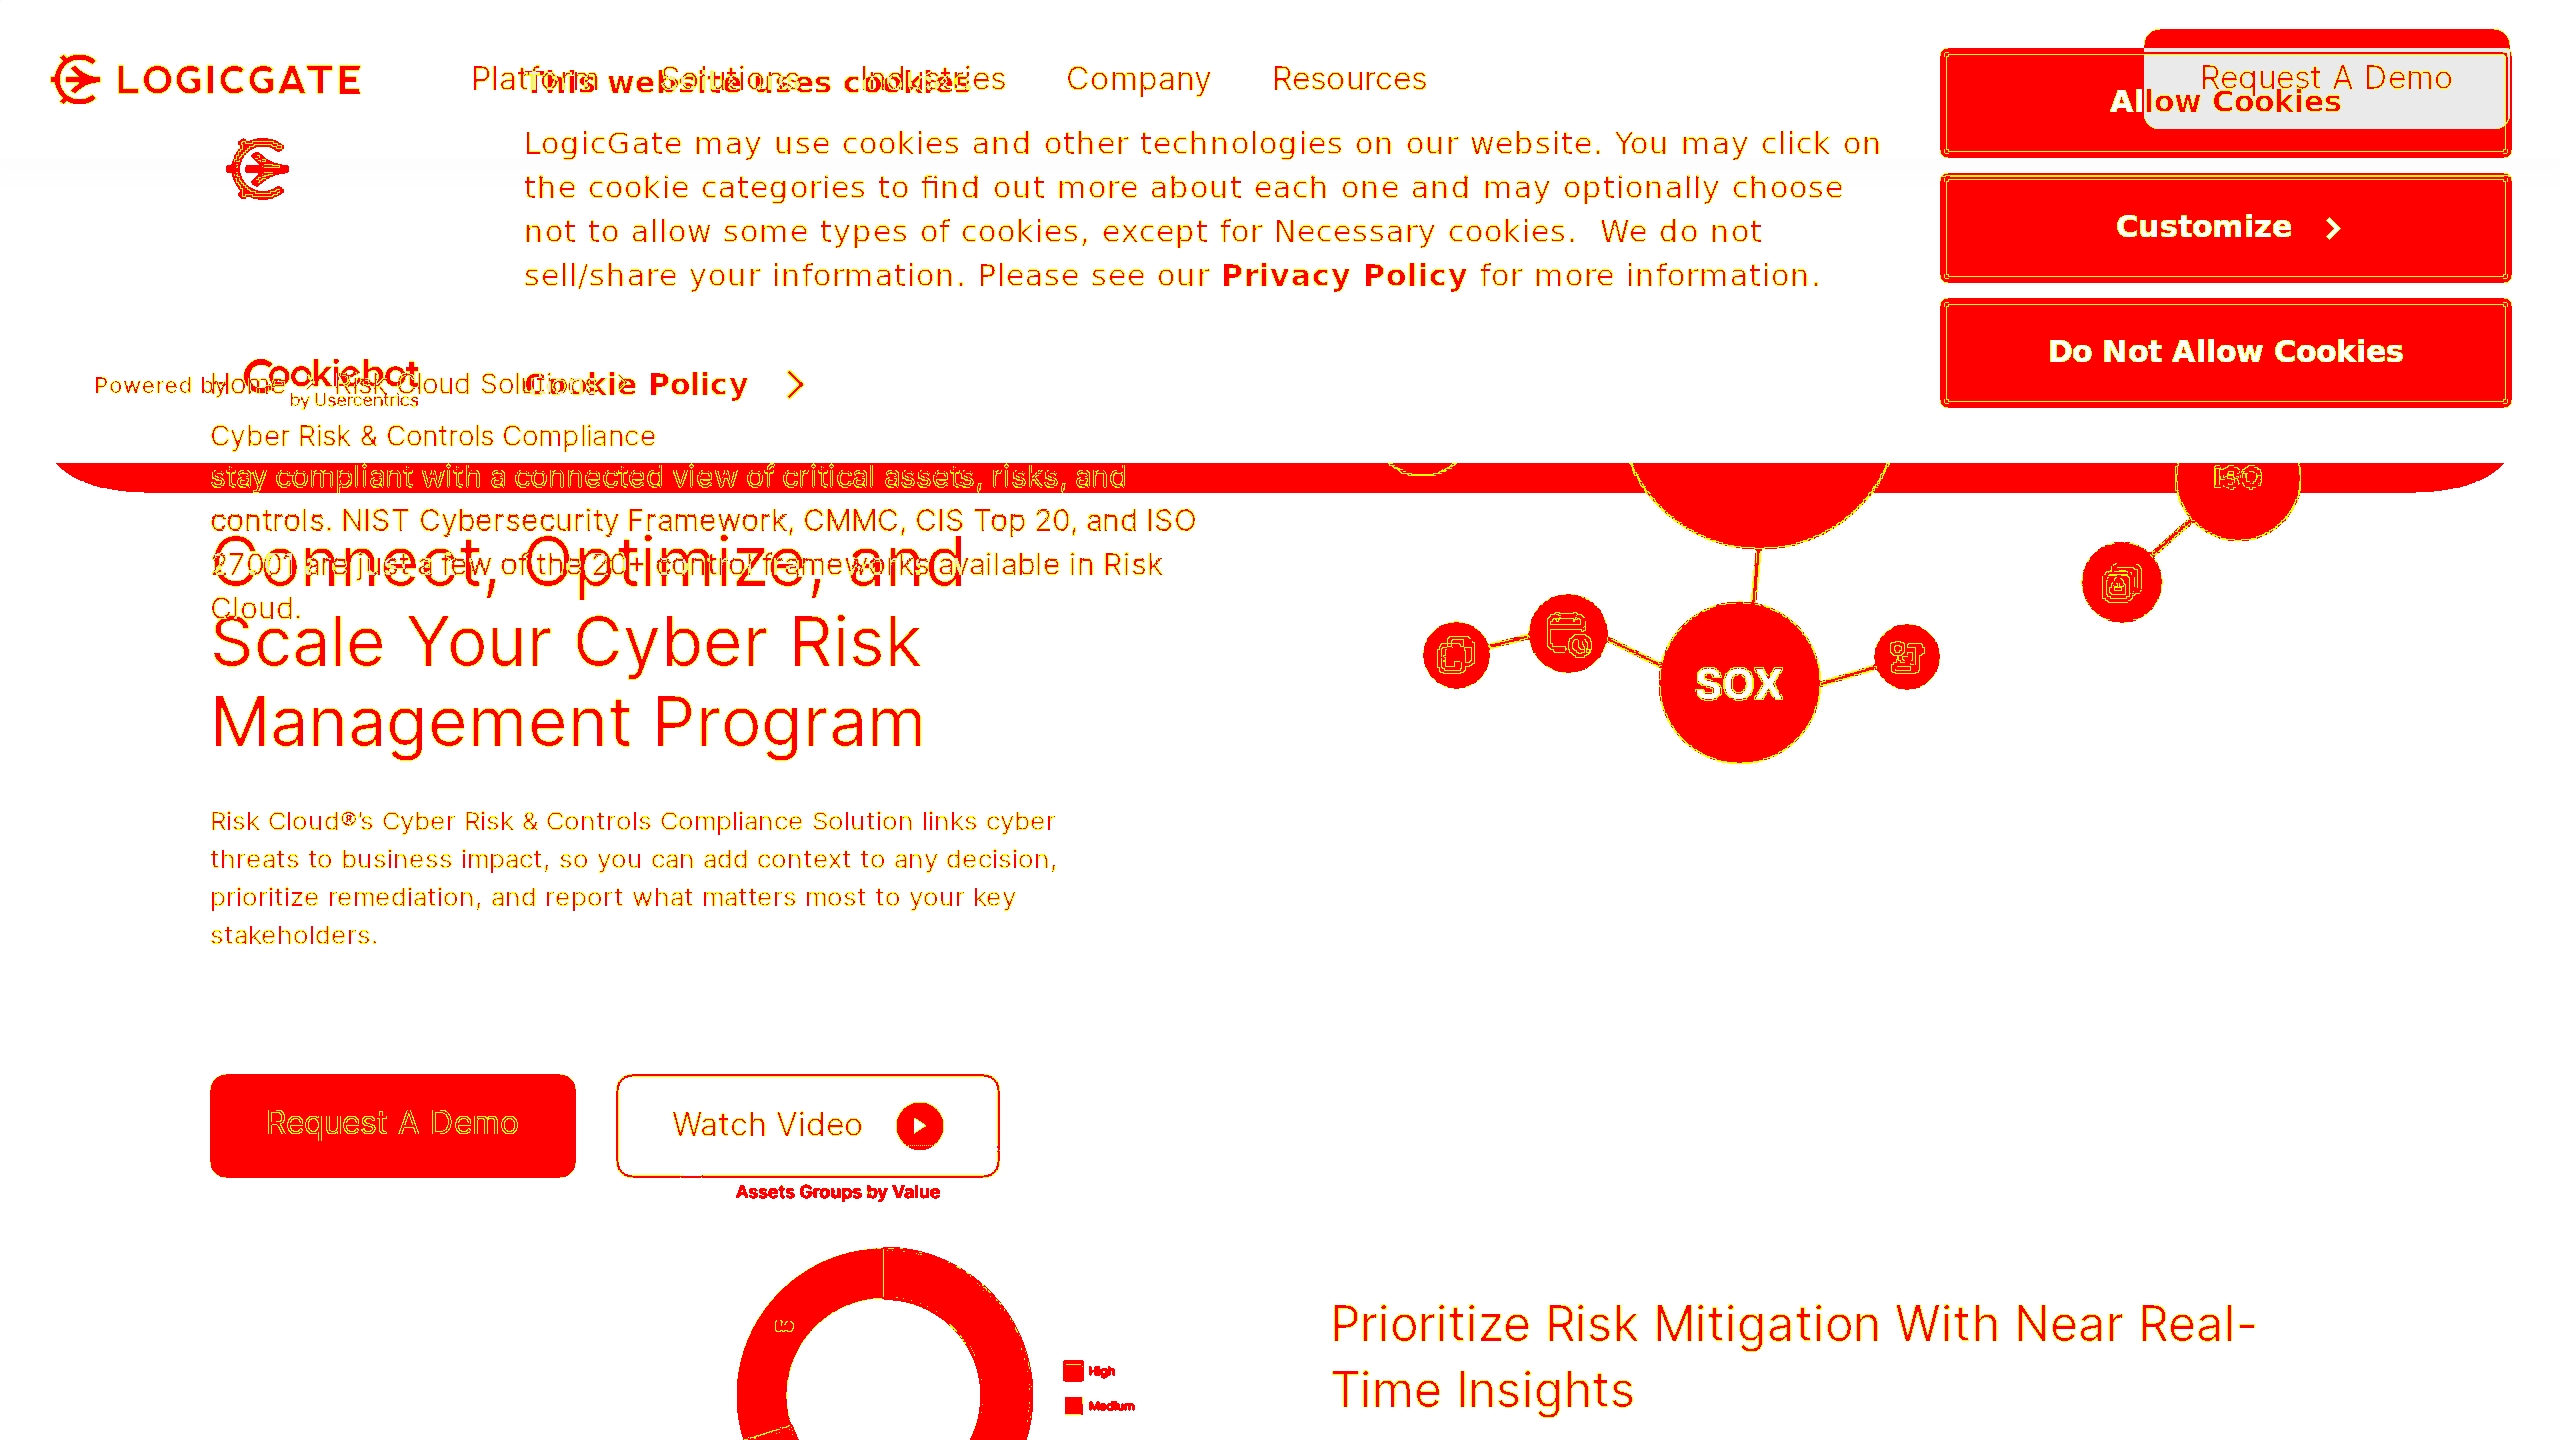 LOGICGATE
Platform Solutions Industries Company Resources
Request A Demo
This website uses cookies
LogicGate may use cookies and other technologies on our website. You may click on
the cookie categories to find out more about each one and may optionally choose
not to allow some types of cookies, except for Necessary cookies. We do not
sell/share your information. Please see our Privacy Policy for more information.
Allow Cookies
Customize
Do Not Allow Cookies
Powered by Cookiebot
by Usercentrics
Cookie Policy
Home > Risk Cloud Solutions >
Cyber Risk & Controls Compliance
stay compliant with a connected view of critical assets, risks, and
controls. NIST Cybersecurity Framework, CMMC, CIS Top 20, and ISO
27001 are just a few of the 20+ control frameworks available in Risk
Cloud.
Connect, Optimize, and
Scale Your Cyber Risk
Management Program
ISO
SOX
Risk Cloud®'s Cyber Risk & Controls Compliance Solution links cyber
threats to business impact, so you can add context to any decision,
prioritize remediation, and report what matters most to your key
stakeholders.
Request A Demo
Watch Video
Assets Groups by Value
High
Medium
Prioritize Risk Mitigation With Near Real-
Time Insights